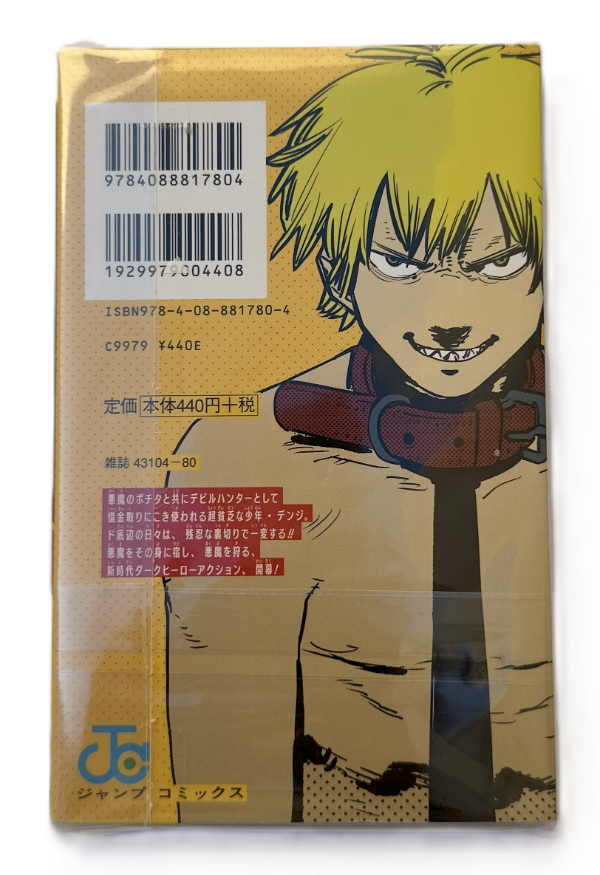 9784088817804
1929979004408
ISBN978-4-08-881780-4
C9979 ¥440E
定価 本体440円+税
雑誌 43104-80
悪魔のポチタと共にデビルハンターとして
借金取りにこき使われる超貧乏な少年・デンジ。
ド底辺の日々は、残忍な裏切りで一変する!!
悪魔をその身に宿し、悪魔を狩る、
新時代ダークヒーローアクション、開幕!
JC
ジャンプ コミックス